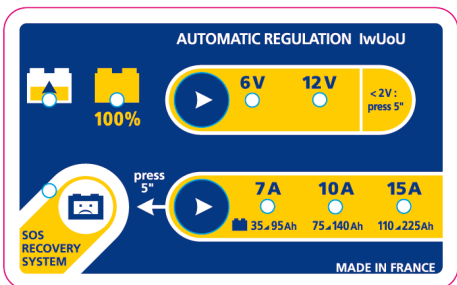 AUTOMATIC REGULATION IwUoU
6V 12V
< 2V :
press 5"
100%
press
5"
7A 10A 15A
35⊿95Ah 75⊿140Ah 110⊿225Ah
SOS
RECOVERY
SYSTEM
MADE IN FRANCE